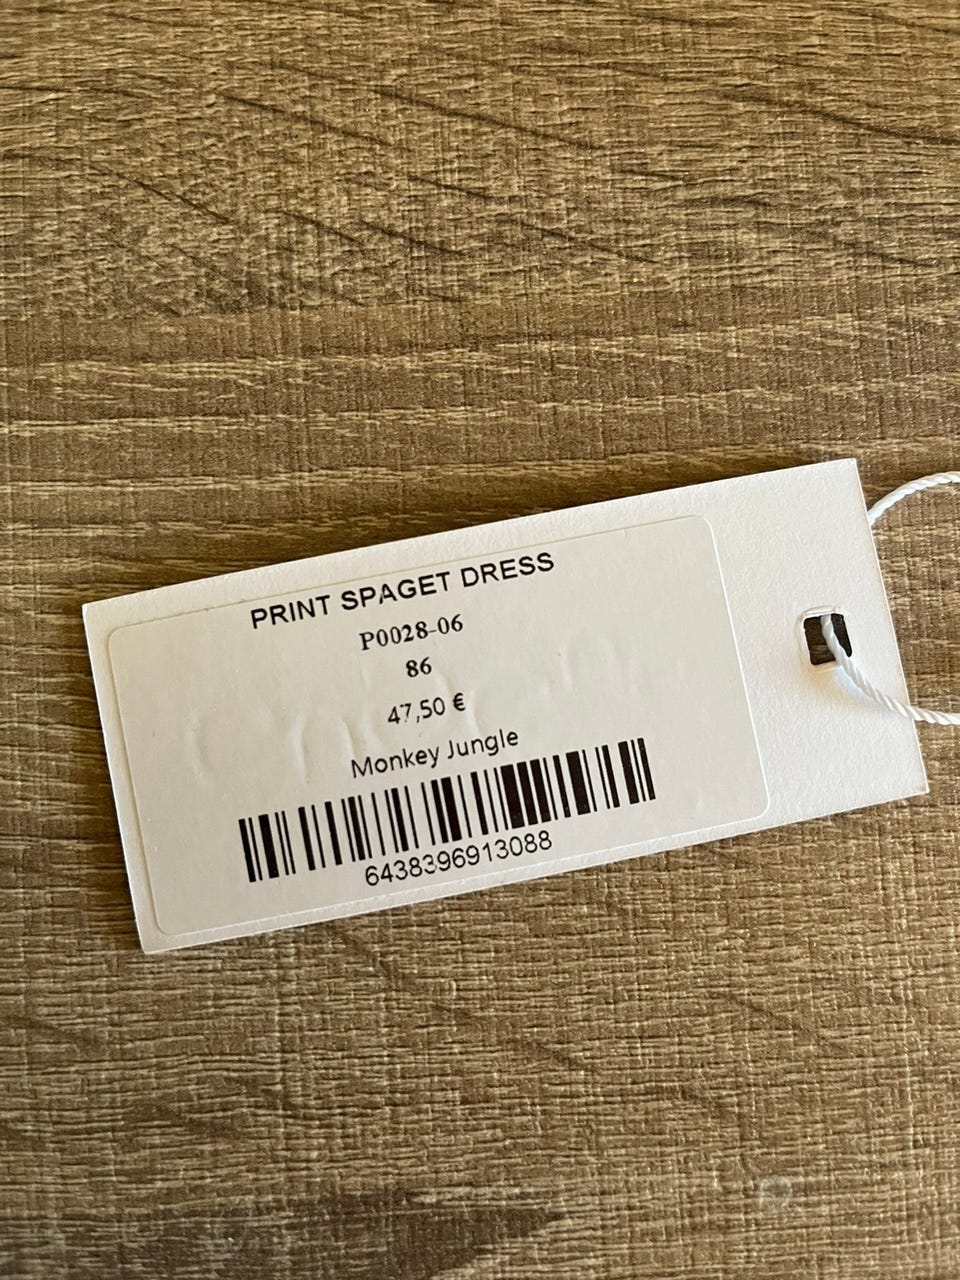 PRINT SPAGET DRESS
P0028-06
86
47,50 €
Monkey Jungle
6438396913088